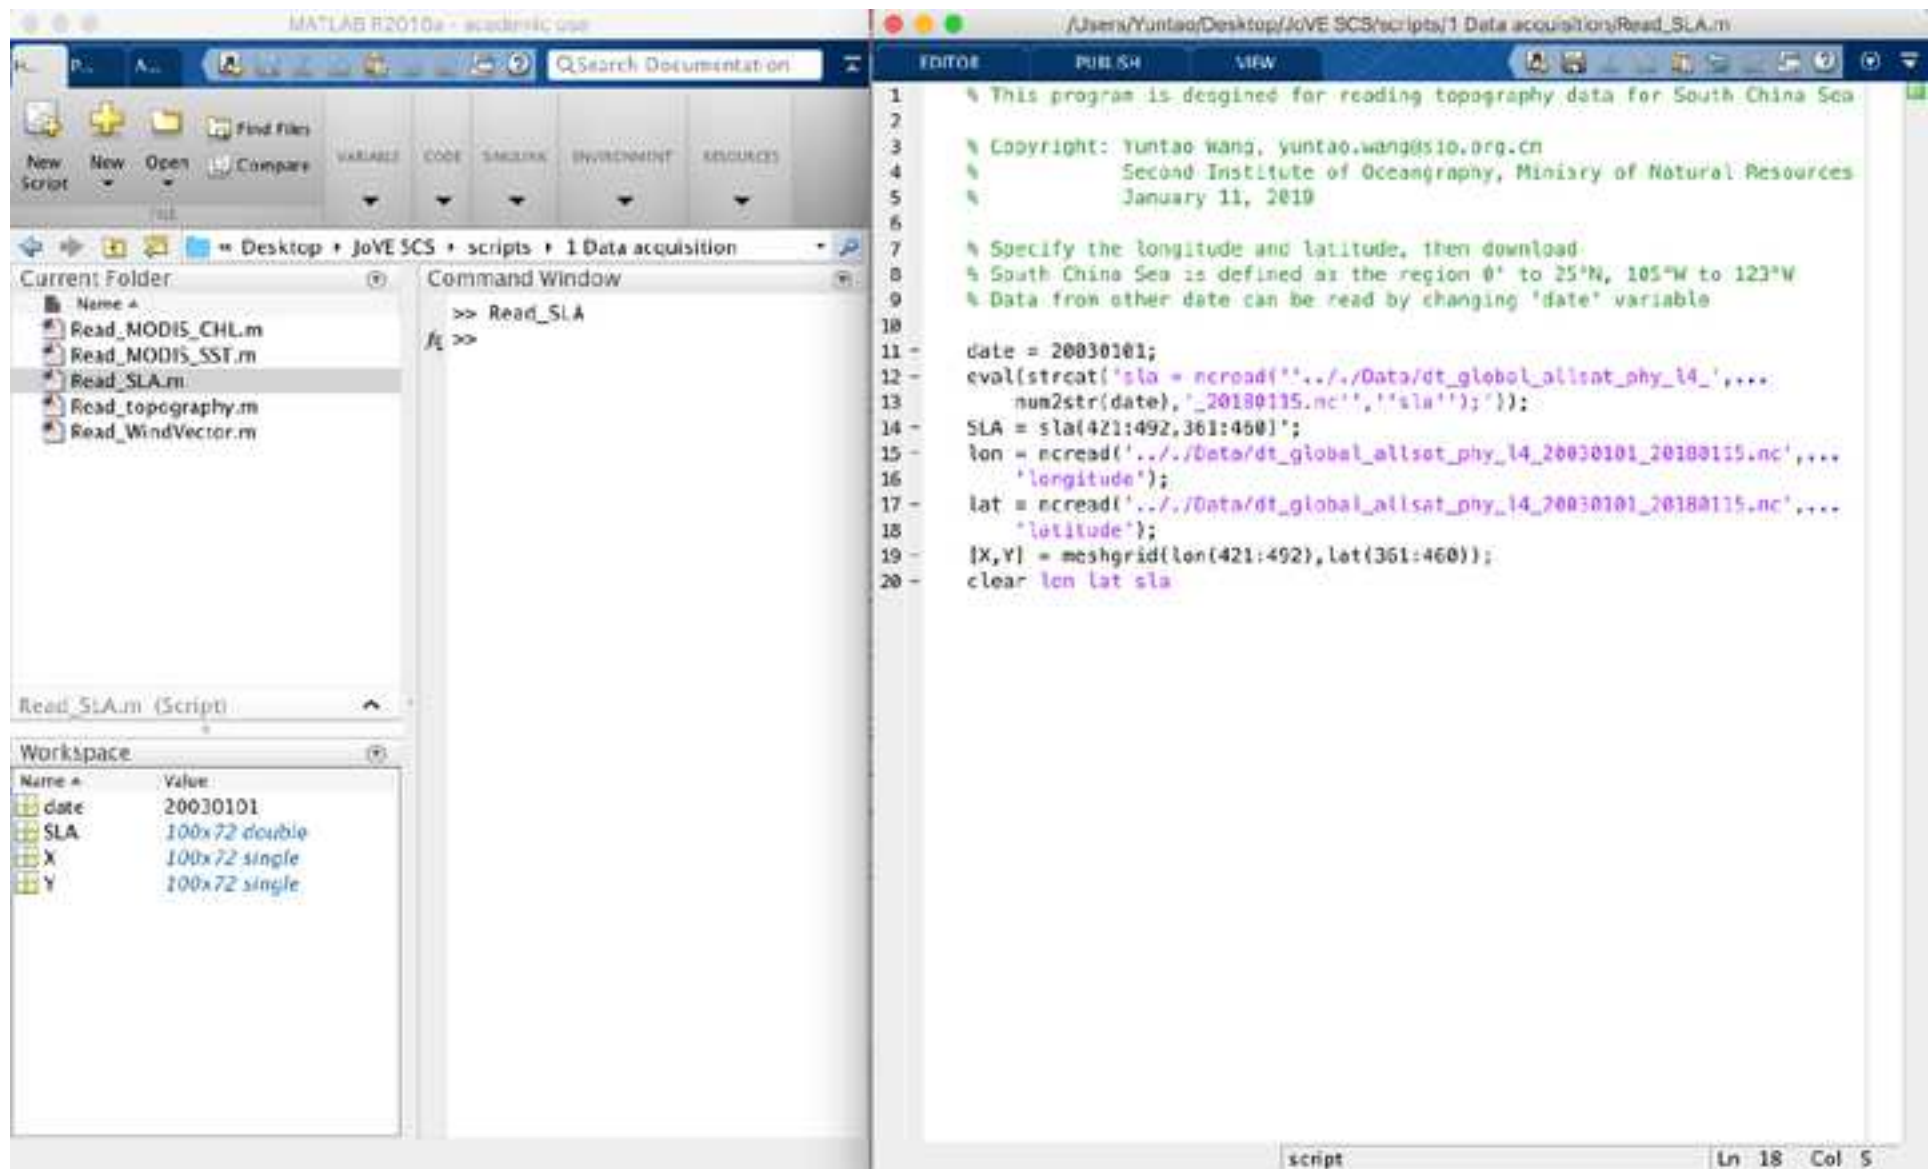 MATLAB R2010a - academic use
H... P... A...
Search Documentation
New Script
New
Open
Find Files
Compare
FILE
VARIABLE
CODE
SIMULINK
ENVIRONMENT
RESOURCES
« Desktop ▸ JoVE SCS ▸ scripts ▸ 1 Data acquisition
Current Folder
Name
Read_MODIS_CHL.m
Read_MODIS_SST.m
Read_SLA.m
Read_topography.m
Read_WindVector.m
Read_SLA.m (Script)
Workspace
Name Value
date 20030101
SLA 100x72 double
X 100x72 single
Y 100x72 single
Command Window
>> Read_SLA
fx >>
/Users/Yuntao/Desktop/JoVE SCS/scripts/1 Data acquisition/Read_SLA.m
EDITOR PUBLISH VIEW
1 % This program is desgined for reading topography data for South China Sea
2
3 % Copyright: Yuntao Wang, yuntao.wang@sio.org.cn
4 % Second Institute of Oceangraphy, Minisry of Natural Resources
5 % January 11, 2019
6
7 % Specify the longitude and latitude, then download
8 % South China Sea is defined as the region 0° to 25°N, 105°W to 123°W
9 % Data from other date can be read by changing 'date' variable
10
11 - date = 20030101;
12 - eval(strcat('sla = ncread(''.././Data/dt_global_allsat_phy_l4_',...
13 num2str(date),'_20180115.nc'',''sla'');'));
14 - SLA = sla(421:492,361:460)';
15 - lon = ncread('.././Data/dt_global_allsat_phy_l4_20030101_20180115.nc',...
16 'longitude');
17 - lat = ncread('.././Data/dt_global_allsat_phy_l4_20030101_20180115.nc',...
18 'latitude');
19 - [X,Y] = meshgrid(lon(421:492),lat(361:460));
20 - clear lon lat sla
script
Ln 18 Col 5